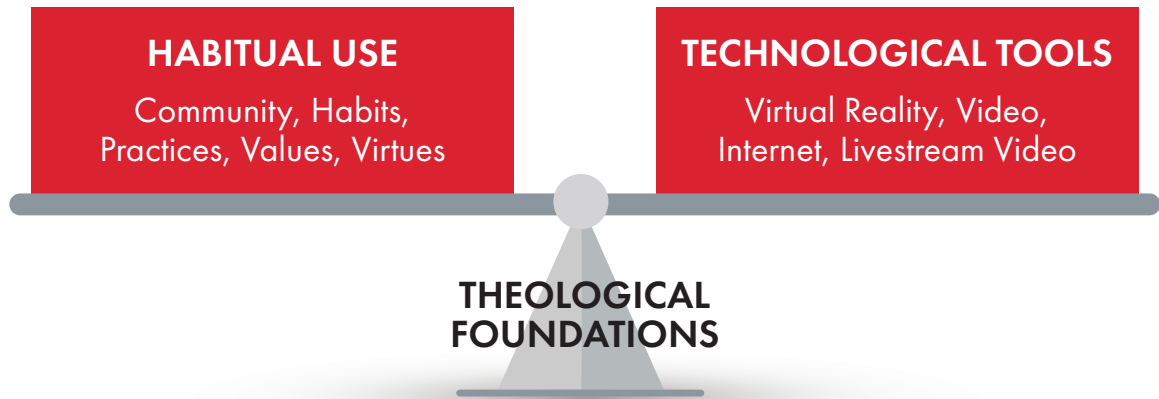 HABITUAL USE
Community, Habits,
Practices, Values, Virtues
TECHNOLOGICAL TOOLS
Virtual Reality, Video,
Internet, Livestream Video
THEOLOGICAL
FOUNDATIONS